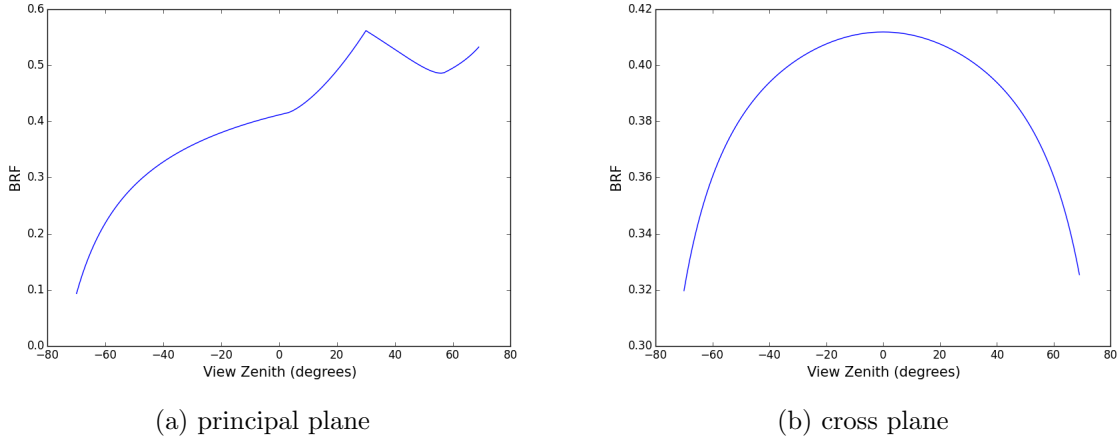 0.6
0.5
0.4
0.3
0.2
0.1
0.0
BRF
−80 −60 −40 −20 0 20 40 60 80
View Zenith (degrees)
(a) principal plane
0.42
0.40
0.38
0.36
0.34
0.32
0.30
BRF
−80 −60 −40 −20 0 20 40 60 80
View Zenith (degrees)
(b) cross plane